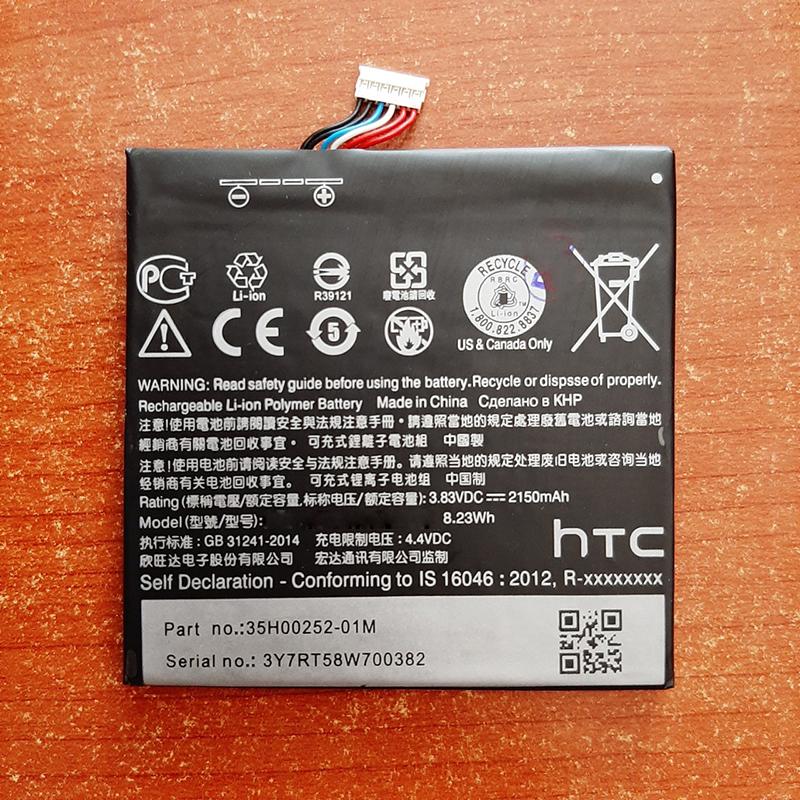 Li-ion
R39121
廢電池請回收
RECYCLE
RBRC
Li-ion
TM
1.800.822.8837
US & Canada Only
5
WARNING: Read safety guide before using the battery. Recycle or dispsse of properly.
Rechargeable Li-ion Polymer Battery Made in China Сделано в КНР
注意!使用電池前請閱讀安全與法規注意手冊。請遵照當地的規定處理廢舊電池或諮詢當地
經銷商有關電池回收事宜。 可充式鋰離子電池組 中國製
注意!使用电池前请阅读安全与法规注意手册。请遵照当地的规定处理废旧电池或咨询当地
经销商有关电池回收事宜。 可充式锂离子电池组 中国制
Rating (標稱電壓/額定容量,标称电压/额定容量): 3.83VDC ⎓ 2150mAh
Model (型號/型号): 8.23Wh
执行标准: GB 31241-2014 充电限制电压: 4.4VDC
欣旺达电子股份有限公司 宏达通讯有限公司监制
hTC
Self Declaration - Conforming to IS 16046 : 2012, R-xxxxxxxx
Part no.:35H00252-01M
Serial no.: 3Y7RT58W700382